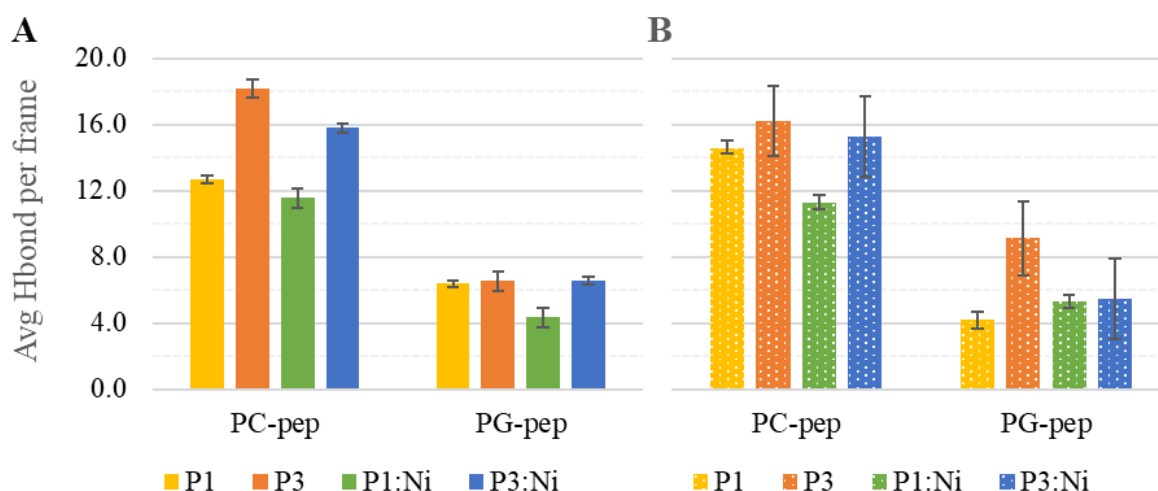 A
B
Avg Hbond per frame
20.0
16.0
12.0
8.0
4.0
0.0
PC-pep PG-pep
PC-pep PG-pep
P1 P3 P1:Ni P3:Ni
P1 P3 P1:Ni P3:Ni